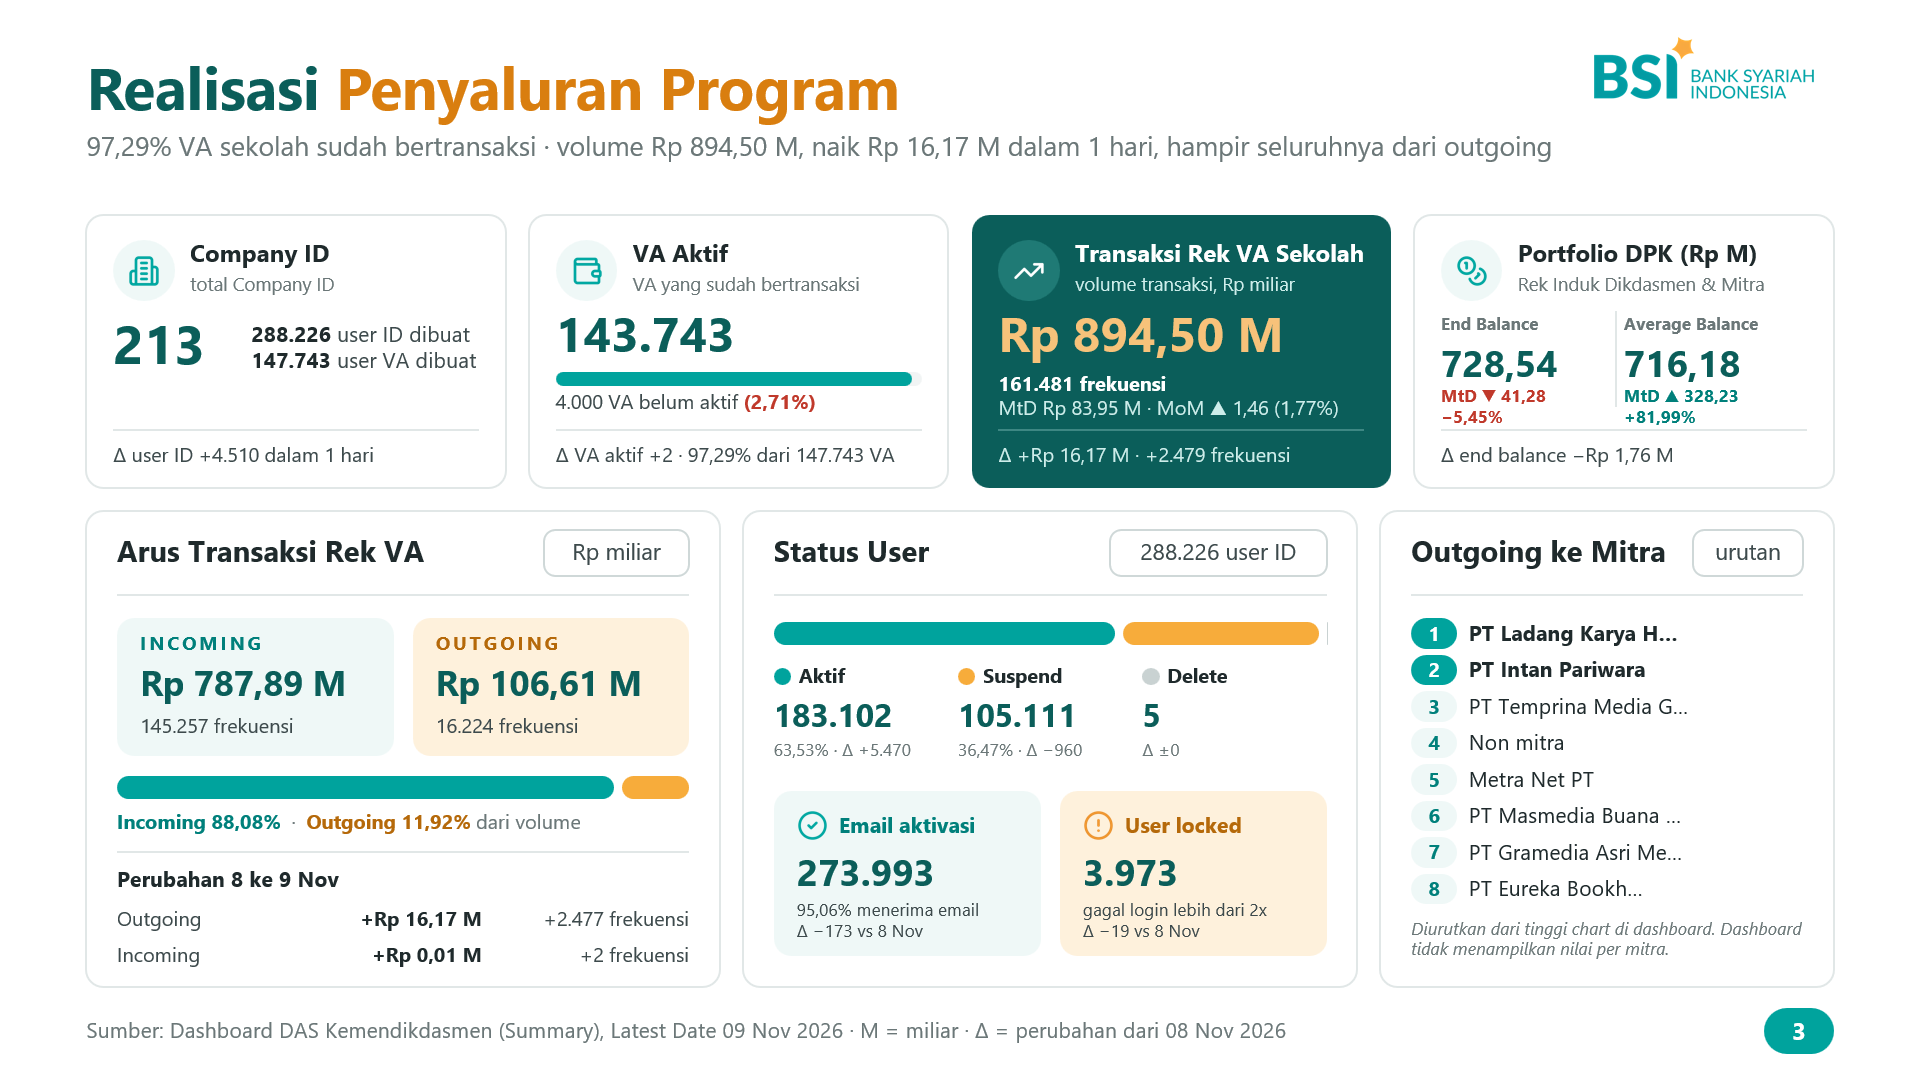 Realisasi Penyaluran Program
BSI BANK SYARIAH
INDONESIA
97,29% VA sekolah sudah bertransaksi · volume Rp 894,50 M, naik Rp 16,17 M dalam 1 hari, hampir seluruhnya dari outgoing
Company ID
total Company ID
213
288.226 user ID dibuat
147.743 user VA dibuat
Δ user ID +4.510 dalam 1 hari
VA Aktif
VA yang sudah bertransaksi
143.743
4.000 VA belum aktif (2,71%)
Δ VA aktif +2 · 97,29% dari 147.743 VA
Transaksi Rek VA Sekolah
volume transaksi, Rp miliar
Rp 894,50 M
161.481 frekuensi
MtD Rp 83,95 M · MoM ▲ 1,46 (1,77%)
Δ +Rp 16,17 M · +2.479 frekuensi
Portfolio DPK (Rp M)
Rek Induk Dikdasmen & Mitra
End Balance
728,54
MtD ▼ 41,28
−5,45%
Average Balance
716,18
MtD ▲ 328,23
+81,99%
Δ end balance −Rp 1,76 M
Arus Transaksi Rek VA
Rp miliar
INCOMING
Rp 787,89 M
145.257 frekuensi
OUTGOING
Rp 106,61 M
16.224 frekuensi
Incoming 88,08% · Outgoing 11,92% dari volume
Perubahan 8 ke 9 Nov
Outgoing +Rp 16,17 M +2.477 frekuensi
Incoming +Rp 0,01 M +2 frekuensi
Status User
288.226 user ID
Aktif
183.102
63,53% · Δ +5.470
Suspend
105.111
36,47% · Δ −960
Delete
5
Δ ±0
Email aktivasi
273.993
95,06% menerima email
Δ −173 vs 8 Nov
User locked
3.973
gagal login lebih dari 2x
Δ −19 vs 8 Nov
Outgoing ke Mitra
urutan
1 PT Ladang Karya H...
2 PT Intan Pariwara
3 PT Temprina Media G...
4 Non mitra
5 Metra Net PT
6 PT Masmedia Buana ...
7 PT Gramedia Asri Me...
8 PT Eureka Bookh...
Diurutkan dari tinggi chart di dashboard. Dashboard
tidak menampilkan nilai per mitra.
Sumber: Dashboard DAS Kemendikdasmen (Summary), Latest Date 09 Nov 2026 · M = miliar · Δ = perubahan dari 08 Nov 2026
3